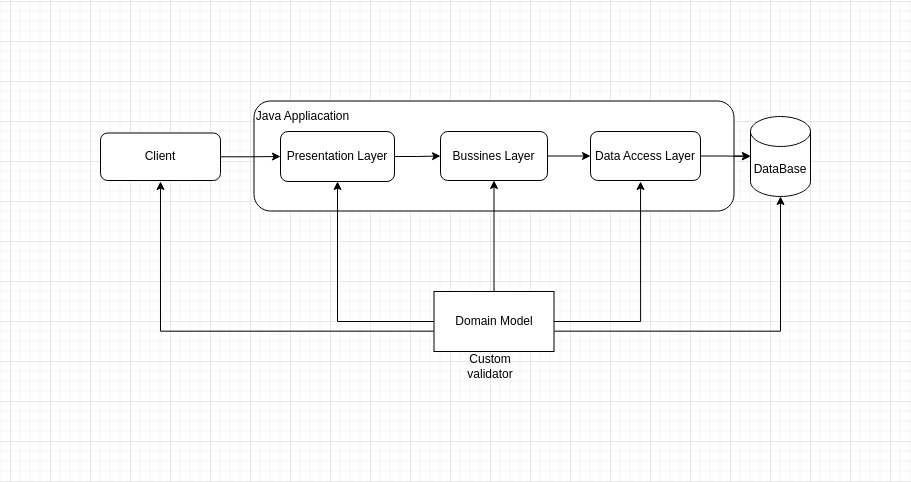 Java Appliacation
Client
Presentation Layer
Bussines Layer
Data Access Layer
DataBase
Domain Model
Custom
validator